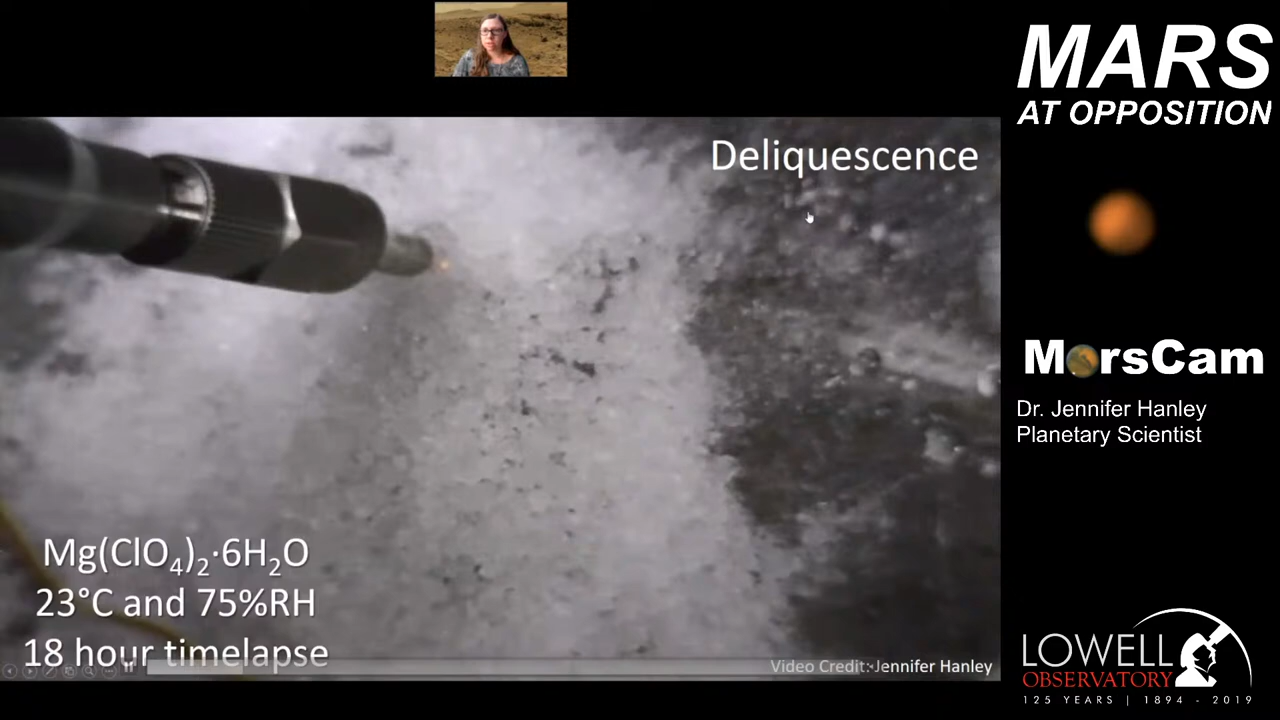 MARS
AT OPPOSITION
Deliquescence
MarsCam
Dr. Jennifer Hanley
Planetary Scientist
Mg(ClO₄)₂·6H₂O
23°C and 75%RH
18 hour timelapse
Video Credit: Jennifer Hanley
LOWELL
OBSERVATORY
125 YEARS | 1894 - 2019